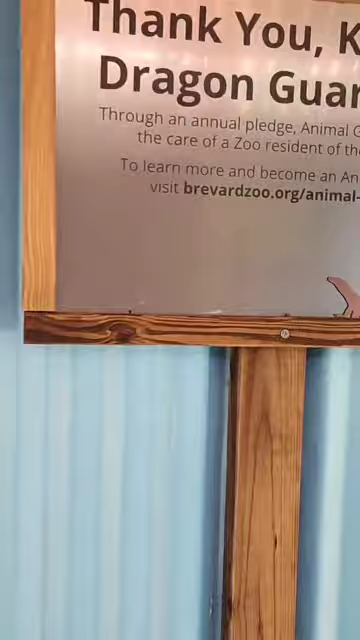 Thank You, K
Dragon Guar
Through an annual pledge, Animal G
the care of a Zoo resident of the
To learn more and become an An
visit brevardzoo.org/animal-